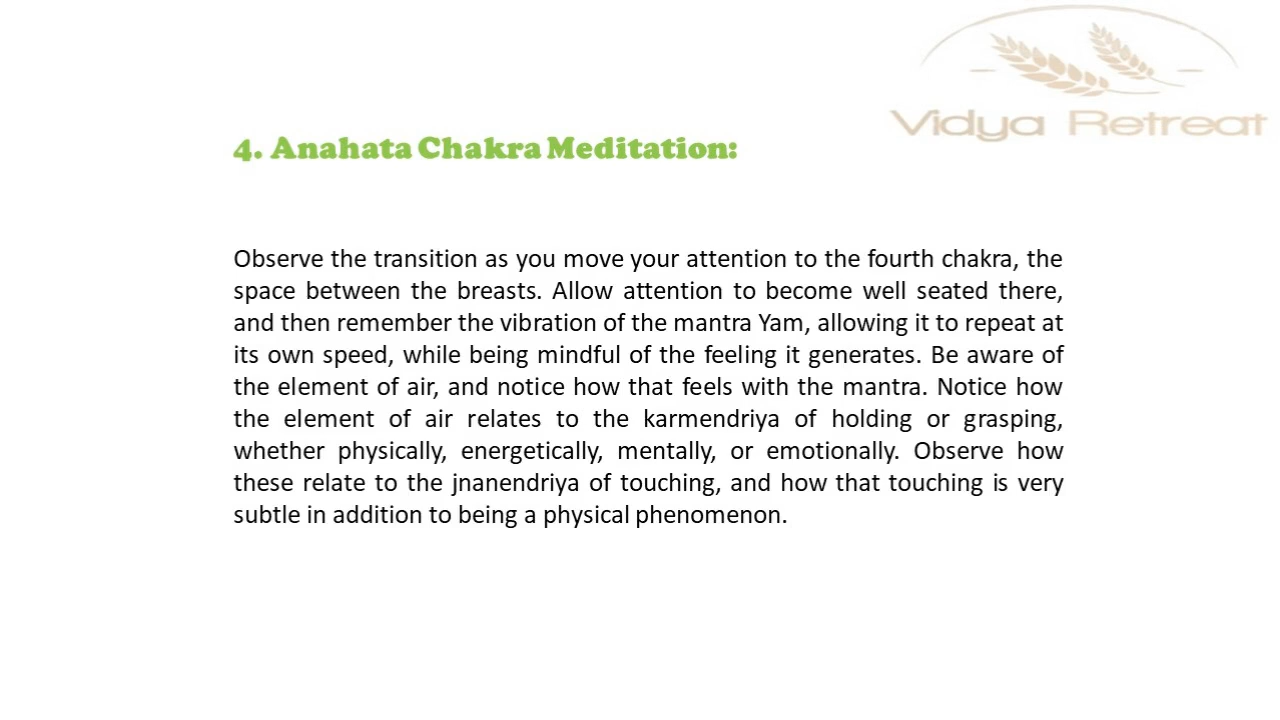 Vidya Retreat
4. Anahata Chakra Meditation:
Observe the transition as you move your attention to the fourth chakra, the
space between the breasts. Allow attention to become well seated there,
and then remember the vibration of the mantra Yam, allowing it to repeat at
its own speed, while being mindful of the feeling it generates. Be aware of
the element of air, and notice how that feels with the mantra. Notice how
the element of air relates to the karmendriya of holding or grasping,
whether physically, energetically, mentally, or emotionally. Observe how
these relate to the jnanendriya of touching, and how that touching is very
subtle in addition to being a physical phenomenon.